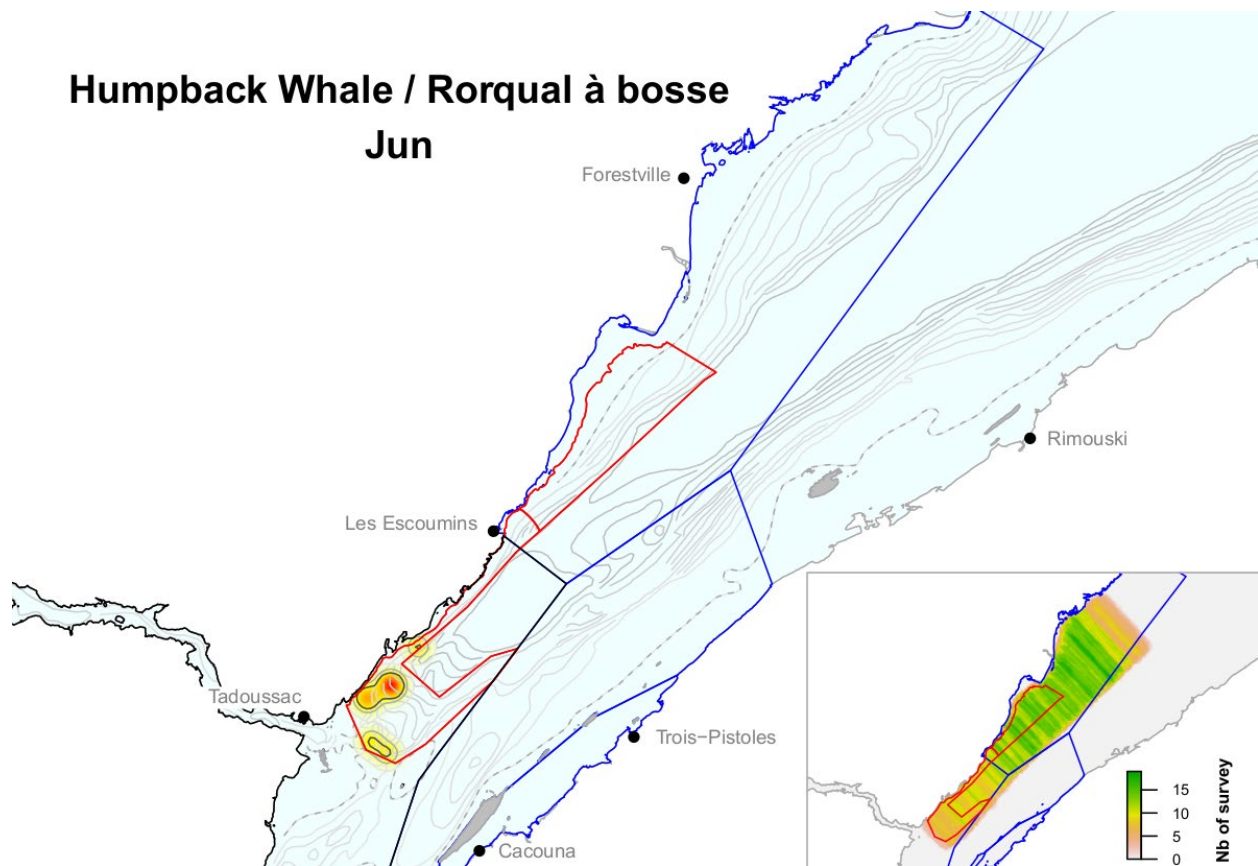 Humpback Whale / Rorqual à bosse
Jun
Forestville
Rimouski
Les Escoumins
Tadoussac
Trois−Pistoles
Cacouna
15
10
5
0
Nb of survey